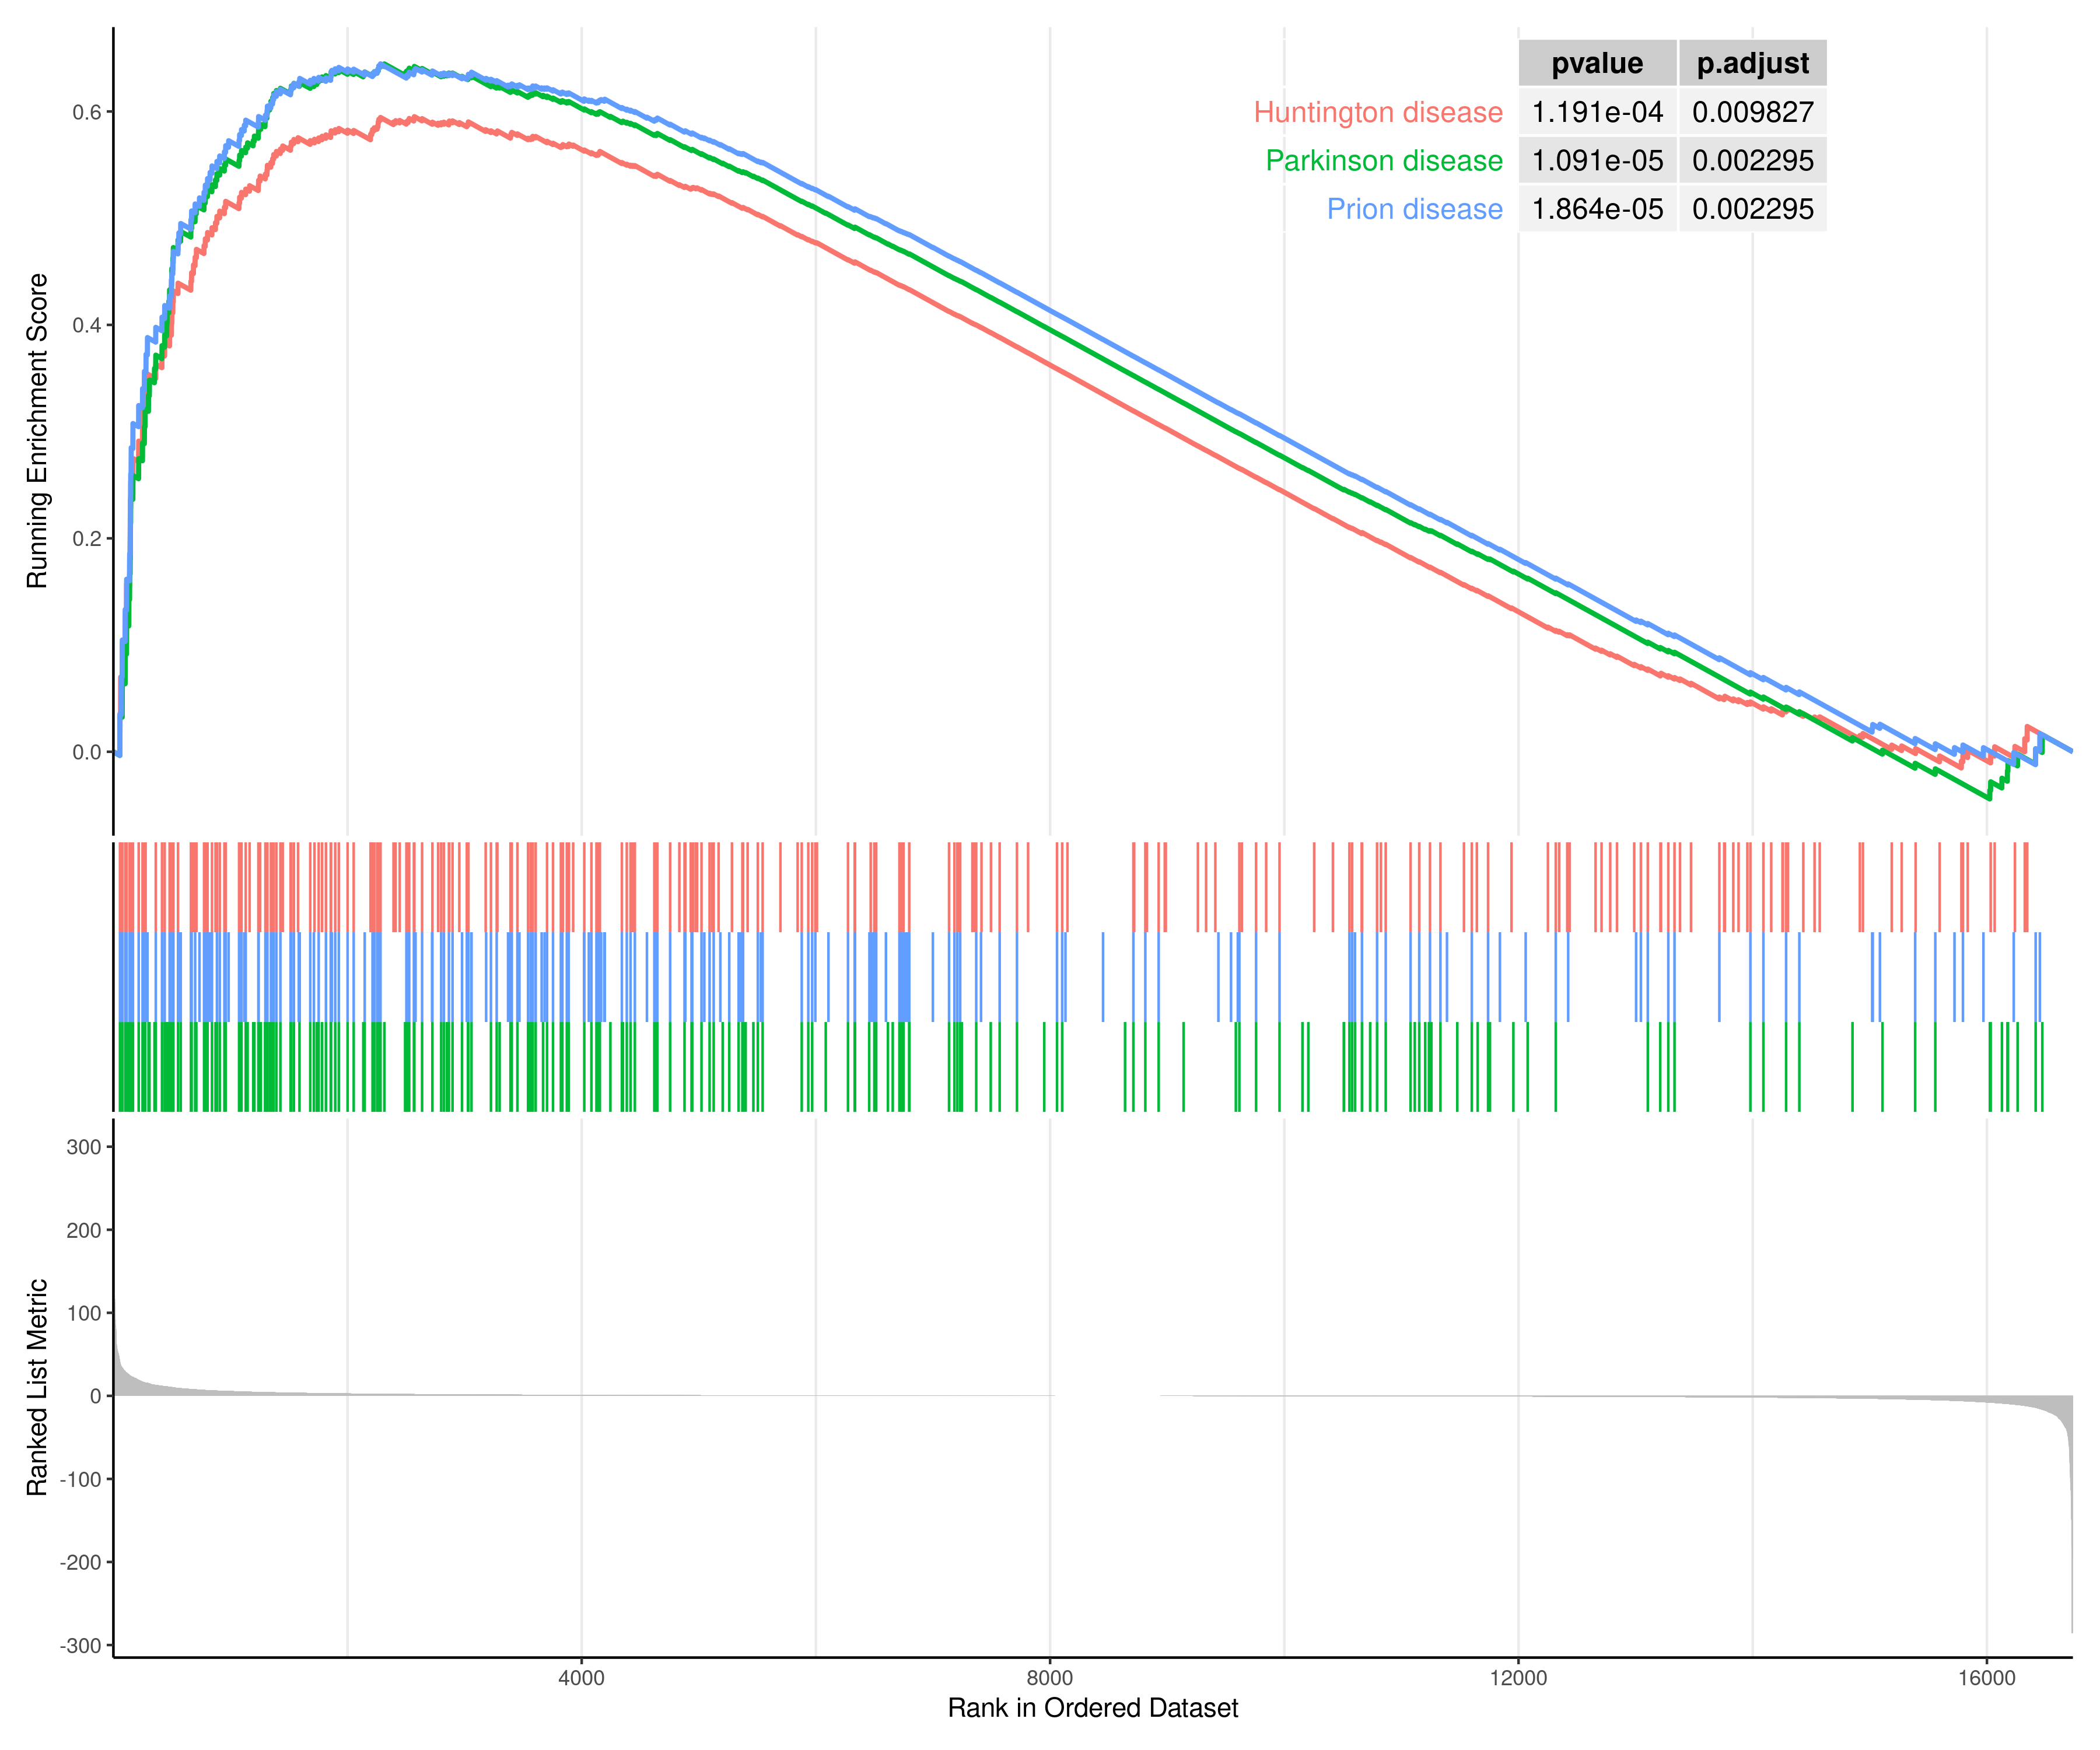 pvalue p.adjust
Huntington disease 1.191e-04 0.009827
Parkinson disease 1.091e-05 0.002295
Prion disease 1.864e-05 0.002295
Running Enrichment Score
0.6
0.4
0.2
0.0
Ranked List Metric
300
200
100
0
-100
-200
-300
4000 8000 12000 16000
Rank in Ordered Dataset